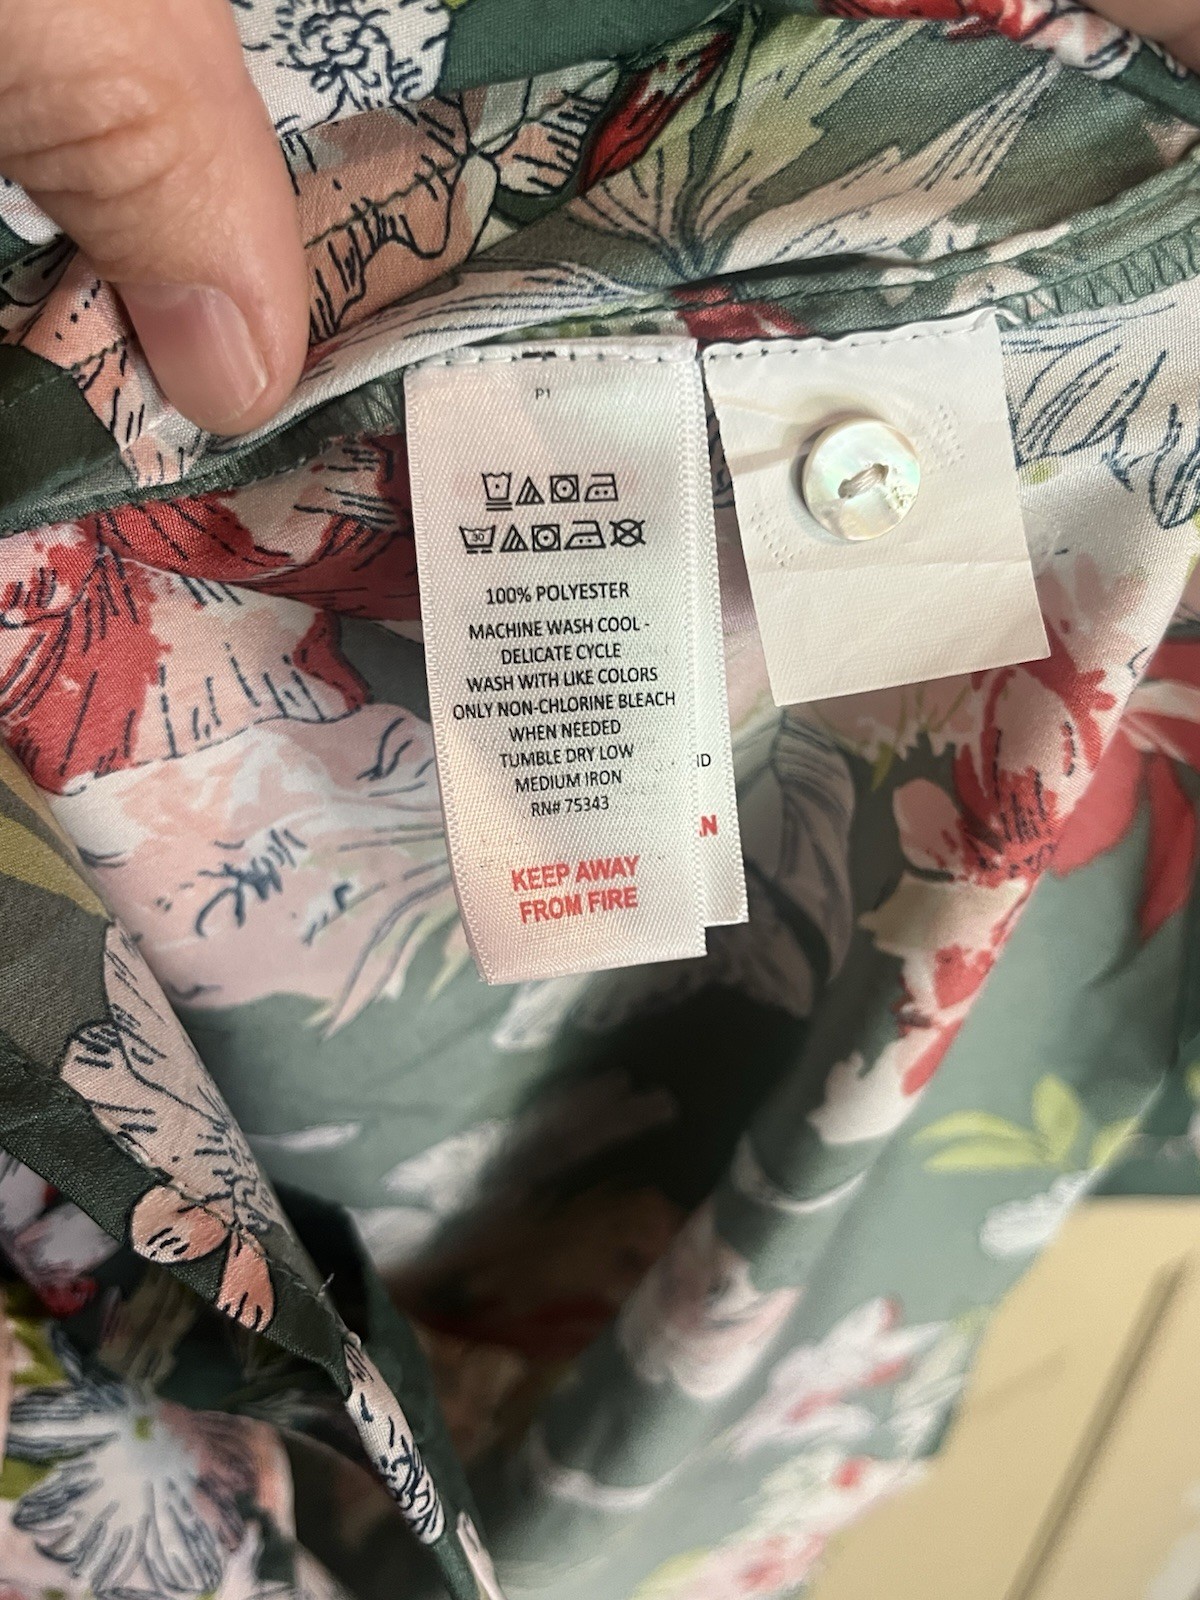 P1
30
100% POLYESTER
MACHINE WASH COOL -
DELICATE CYCLE
WASH WITH LIKE COLORS
ONLY NON-CHLORINE BLEACH
WHEN NEEDED
TUMBLE DRY LOW
MEDIUM IRON
RN# 75343
KEEP AWAY
FROM FIRE